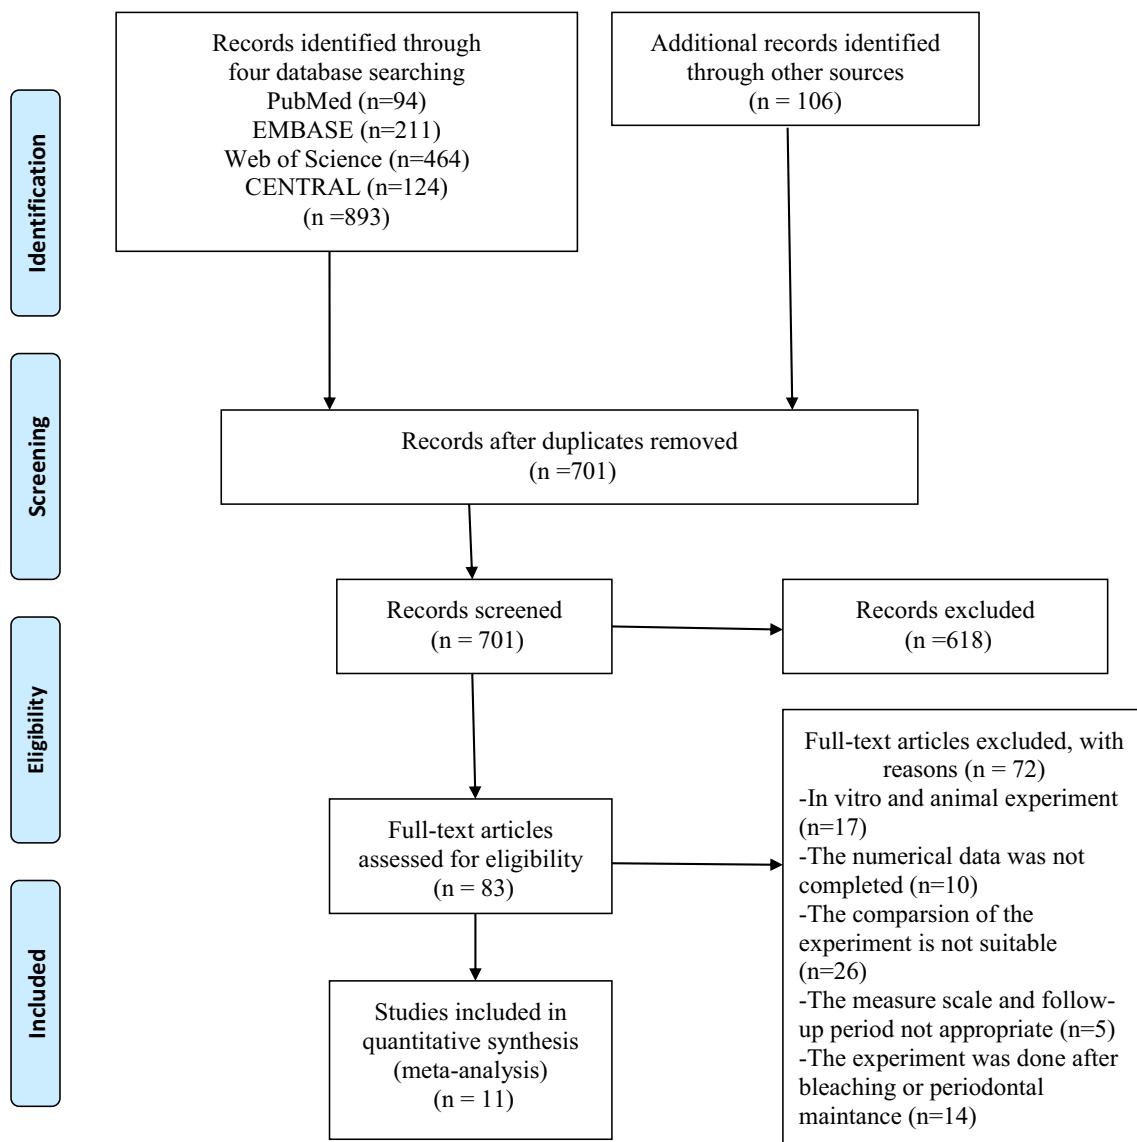 Identification
Records identified through
four database searching
PubMed (n=94)
EMBASE (n=211)
Web of Science (n=464)
CENTRAL (n=124)
(n =893)
Additional records identified
through other sources
(n = 106)
Screening
Records after duplicates removed
(n =701)
Records screened
(n = 701)
Records excluded
(n =618)
Eligibility
Full-text articles
assessed for eligibility
(n = 83)
Full-text articles excluded, with
reasons (n = 72)
-In vitro and animal experiment
(n=17)
-The numerical data was not
completed (n=10)
-The comparsion of the
experiment is not suitable
(n=26)
-The measure scale and follow-
up period not appropriate (n=5)
-The experiment was done after
bleaching or periodontal
maintance (n=14)
Included
Studies included in
quantitative synthesis
(meta-analysis)
(n = 11)